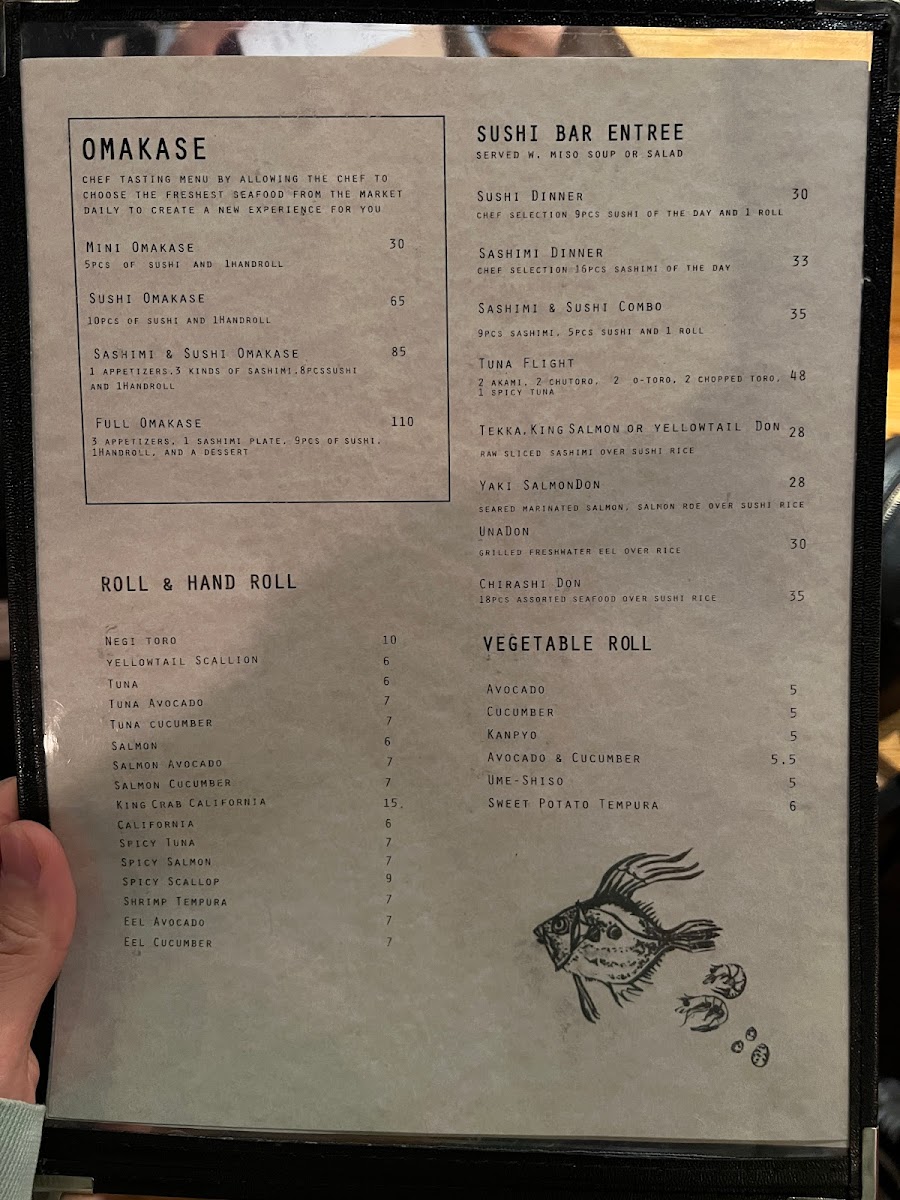 OMAKASE
CHEF TASTING MENU BY ALLOWING THE CHEF TO
CHOOSE THE FRESHEST SEAFOOD FROM THE MARKET
DAILY TO CREATE A NEW EXPERIENCE FOR YOU
MINI OMAKASE 30
5PCS OF SUSHI AND 1HANDROLL
SUSHI OMAKASE 65
10PCS OF SUSHI AND 1HANDROLL
SASHIMI & SUSHI OMAKASE 85
1 APPETIZERS.3 KINDS OF SASHIMI.8PCSSUSHI
AND 1HANDROLL
FULL OMAKASE 110
3 APPETIZERS, 1 SASHIMI PLATE, 9PCS OF SUSHI,
1HANDROLL, AND A DESSERT
ROLL & HAND ROLL
NEGI TORO 10
YELLOWTAIL SCALLION 6
TUNA 6
TUNA AVOCADO 7
TUNA CUCUMBER 7
SALMON 6
SALMON AVOCADO 7
SALMON CUCUMBER 7
KING CRAB CALIFORNIA 15.
CALIFORNIA 6
SPICY TUNA 7
SPICY SALMON 7
SPICY SCALLOP 9
SHRIMP TEMPURA 7
EEL AVOCADO 7
EEL CUCUMBER 7
SUSHI BAR ENTREE
SERVED W. MISO SOUP OR SALAD
SUSHI DINNER 30
CHEF SELECTION 9PCS SUSHI OF THE DAY AND 1 ROLL
SASHIMI DINNER 33
CHEF SELECTION 16PCS SASHIMI OF THE DAY
SASHIMI & SUSHI COMBO 35
9PCS SASHIMI, 5PCS SUSHI AND 1 ROLL
TUNA FLIGHT 48
2 AKAMI, 2 CHUTORO, 2 O-TORO, 2 CHOPPED TORO,
1 SPICY TUNA
TEKKA.KING SALMON OR YELLOWTAIL DON 28
RAW SLICED SASHIMI OVER SUSHI RICE
YAKI SALMONDON 28
SEARED MARINATED SALMON, SALMON ROE OVER SUSHI RICE
UNADON 30
GRILLED FRESHWATER EEL OVER RICE
CHIRASHI DON 35
18PCS ASSORTED SEAFOOD OVER SUSHI RICE
VEGETABLE ROLL
AVOCADO 5
CUCUMBER 5
KANPYO 5
AVOCADO & CUCUMBER 5.5
UME-SHISO 5
SWEET POTATO TEMPURA 6